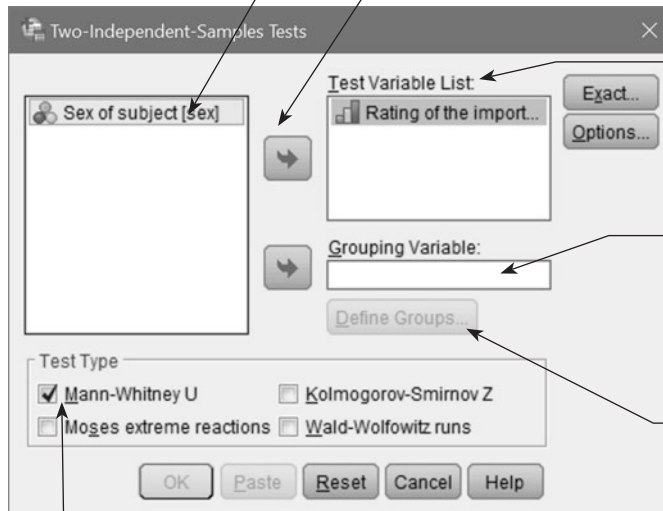 Two-Independent-Samples Tests
Test Variable List:
Sex of subject [sex]
Rating of the import...
Exact...
Options...
Grouping Variable:
Define Groups...
Test Type
Mann-Whitney U
Kolmogorov-Smirnov Z
Moses extreme reactions
Wald-Wolfowitz runs
OK
Paste
Reset
Cancel
Help